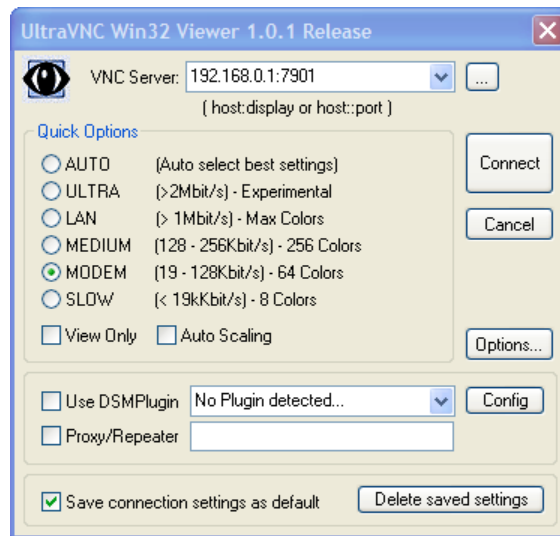 UltraVNC Win32 Viewer 1.0.1 Release
VNC Server: 192.168.0.1:7901 ...
( host:display or host::port )
Quick Options
AUTO (Auto select best settings)
ULTRA (>2Mbit/s) - Experimental
LAN (> 1Mbit/s) - Max Colors
MEDIUM (128 - 256Kbit/s) - 256 Colors
MODEM (19 - 128Kbit/s) - 64 Colors
SLOW (< 19kKbit/s) - 8 Colors
View Only Auto Scaling
Connect
Cancel
Options...
Use DSMPlugin No Plugin detected... Config
Proxy/Repeater
Save connection settings as default Delete saved settings